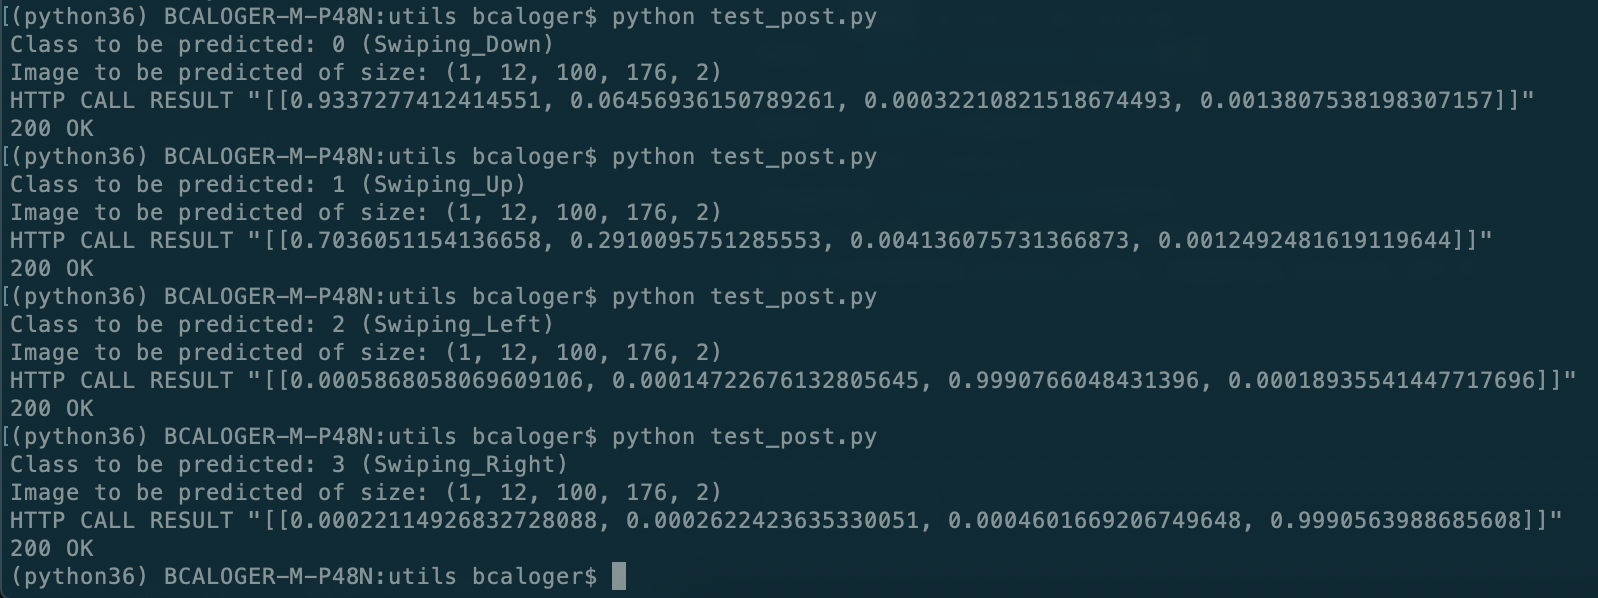 [(python36) BCALOGER-M-P48N:utils bcaloger$ python test_post.py
Class to be predicted: 0 (Swiping_Down)
Image to be predicted of size: (1, 12, 100, 176, 2)
HTTP CALL RESULT "[[0.9337277412414551, 0.06456936150789261, 0.00032210821518674493, 0.0013807538198307157]]"
200 OK
[(python36) BCALOGER-M-P48N:utils bcaloger$ python test_post.py
Class to be predicted: 1 (Swiping_Up)
Image to be predicted of size: (1, 12, 100, 176, 2)
HTTP CALL RESULT "[[0.7036051154136658, 0.2910095751285553, 0.004136075731366873, 0.0012492481619119644]]"
200 OK
[(python36) BCALOGER-M-P48N:utils bcaloger$ python test_post.py
Class to be predicted: 2 (Swiping_Left)
Image to be predicted of size: (1, 12, 100, 176, 2)
HTTP CALL RESULT "[[0.0005868058069609106, 0.00014722676132805645, 0.9990766048431396, 0.00018935541447717696]]"
200 OK
[(python36) BCALOGER-M-P48N:utils bcaloger$ python test_post.py
Class to be predicted: 3 (Swiping_Right)
Image to be predicted of size: (1, 12, 100, 176, 2)
HTTP CALL RESULT "[[0.00022114926832728088, 0.0002622423635330051, 0.0004601669206749648, 0.9990563988685608]]"
200 OK
(python36) BCALOGER-M-P48N:utils bcaloger$